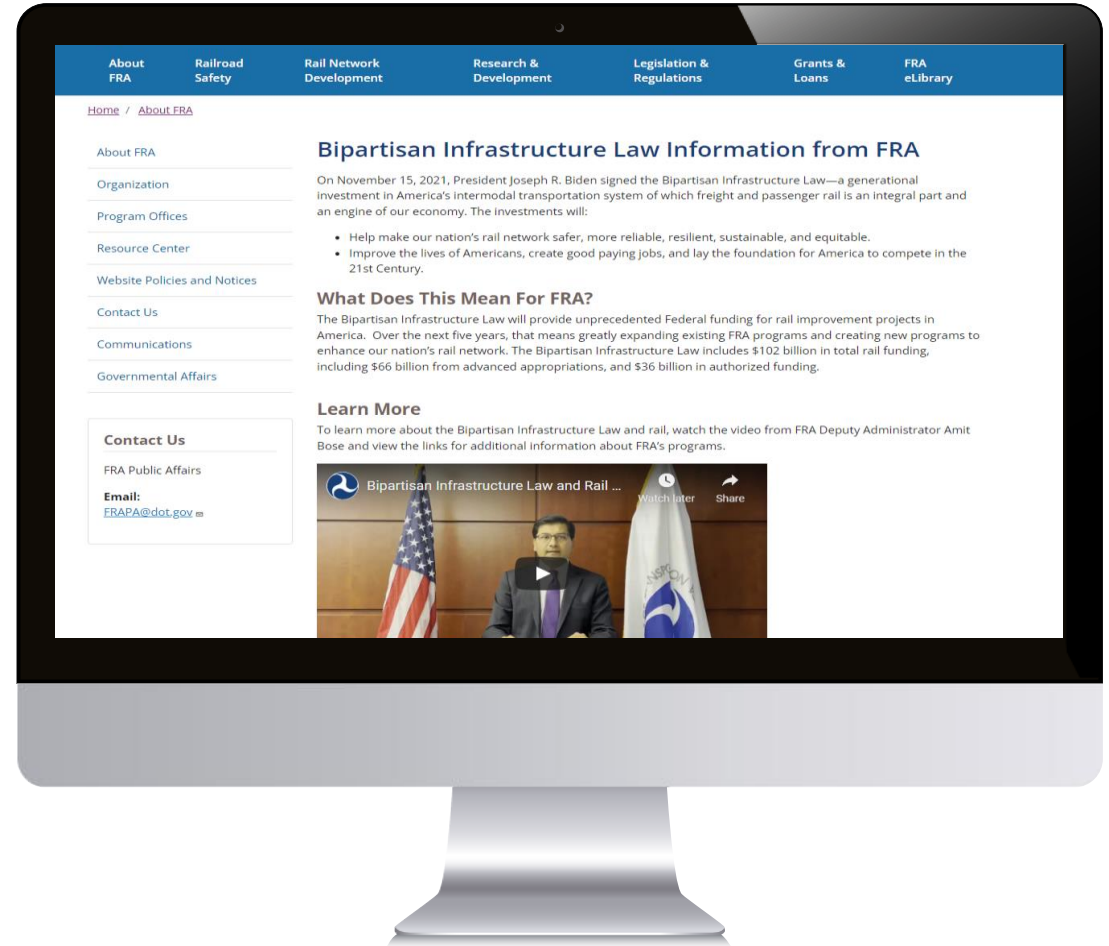 About FRA
Railroad Safety
Rail Network Development
Research & Development
Legislation & Regulations
Grants & Loans
FRA eLibrary
Home / About FRA
About FRA
Organization
Program Offices
Resource Center
Website Policies and Notices
Contact Us
Communications
Governmental Affairs
Contact Us
FRA Public Affairs
Email:
FRAPA@dot.gov
Bipartisan Infrastructure Law Information from FRA
On November 15, 2021, President Joseph R. Biden signed the Bipartisan Infrastructure Law—a generational
investment in America's intermodal transportation system of which freight and passenger rail is an integral part and
an engine of our economy. The investments will:
• Help make our nation's rail network safer, more reliable, resilient, sustainable, and equitable.
• Improve the lives of Americans, create good paying jobs, and lay the foundation for America to compete in the
21st Century.
What Does This Mean For FRA?
The Bipartisan Infrastructure Law will provide unprecedented Federal funding for rail improvement projects in
America.  Over the next five years, that means greatly expanding existing FRA programs and creating new programs to
enhance our nation's rail network. The Bipartisan Infrastructure Law includes $102 billion in total rail funding,
including $66 billion from advanced appropriations, and $36 billion in authorized funding.
Learn More
To learn more about the Bipartisan Infrastructure Law and rail, watch the video from FRA Deputy Administrator Amit
Bose and view the links for additional information about FRA's programs.
Bipartisan Infrastructure Law and Rail ...
Watch later
Share